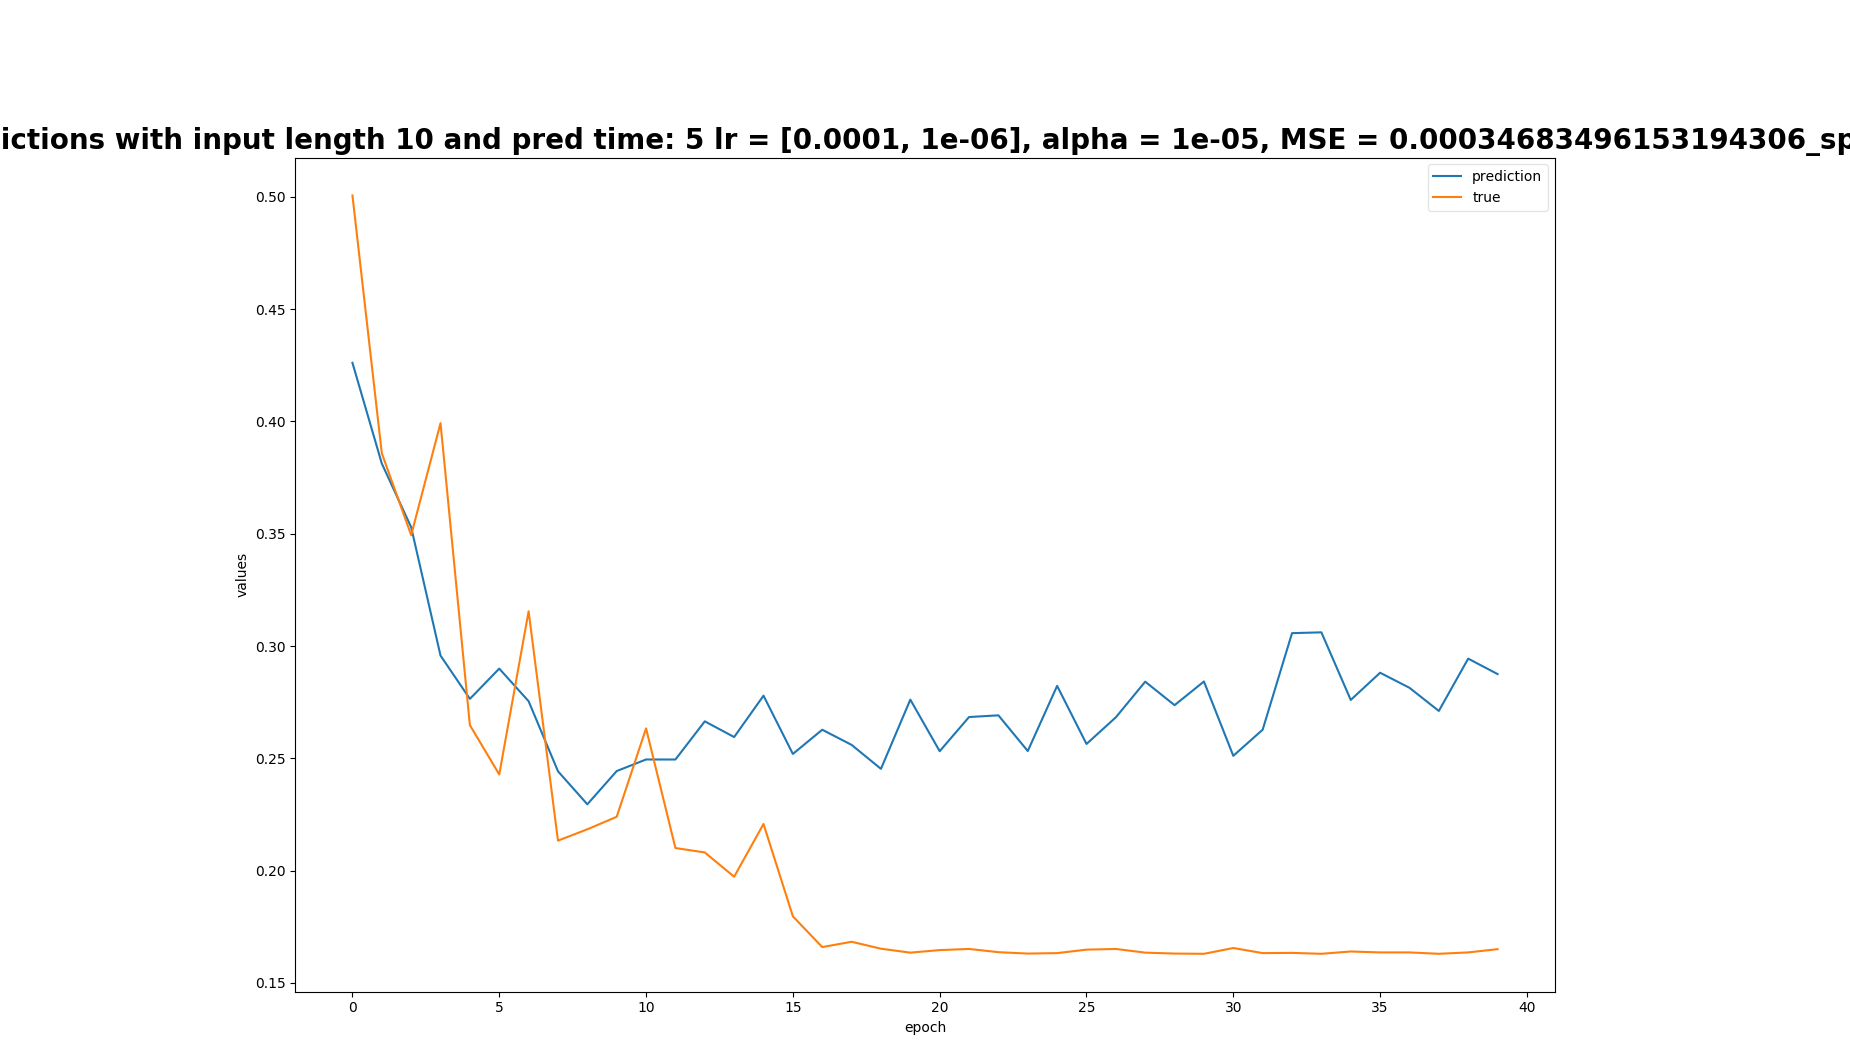 ictions with input length 10 and pred time: 5 lr = [0.0001, 1e-06], alpha = 1e-05, MSE = 0.00034683496153194306_sp
prediction
true
0.50
0.45
0.40
0.35
0.30
0.25
0.20
0.15
values
0 5 10 15 20 25 30 35 40
epoch